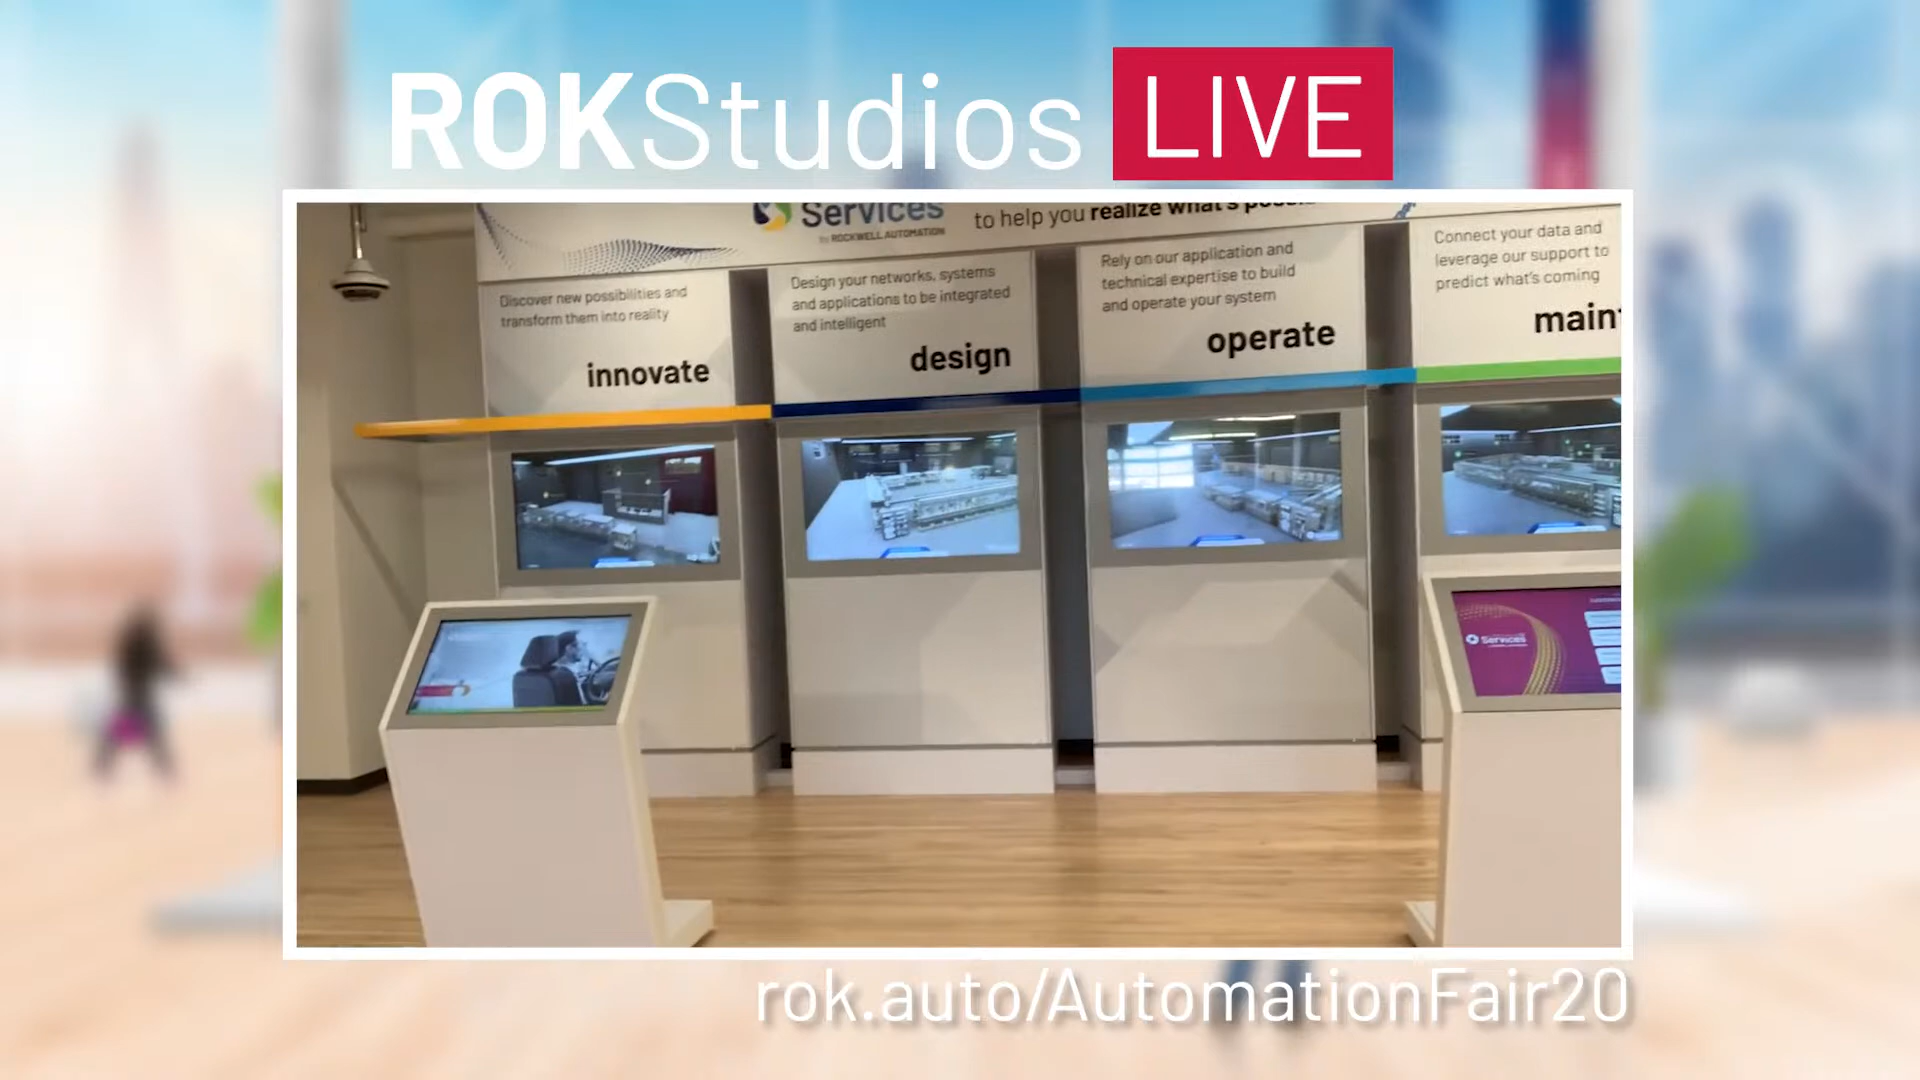 ROKStudios LIVE
Services
by ROCKWELL AUTOMATION
to help you realize what's
Discover new possibilities and
transform them into reality
innovate
Design your networks, systems
and applications to be integrated
and intelligent
design
Rely on our application and
technical expertise to build
and operate your system
operate
Connect your data and
leverage our support to
predict what's coming
main
Services
rok.auto/AutomationFair20